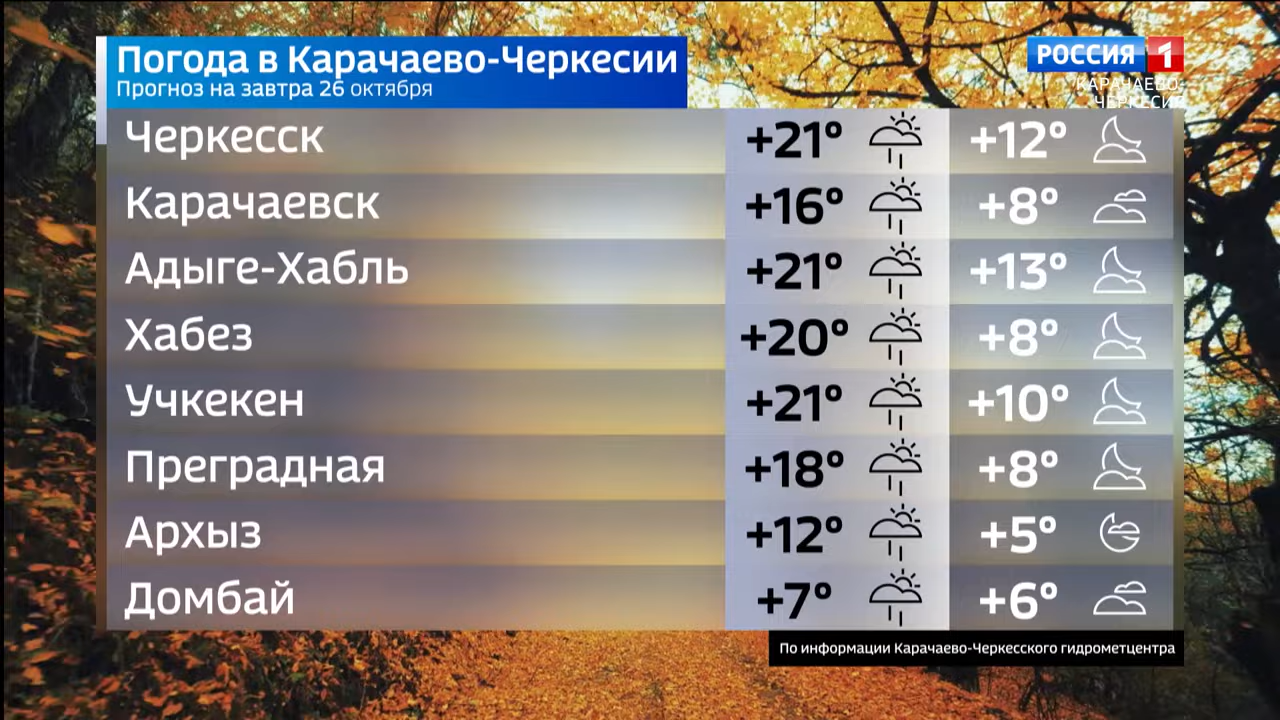 Погода в Карачаево-Черкесии
Прогноз на завтра 26 октября
РОССИЯ 1
КАРАЧАЕВО-
ЧЕРКЕСИЯ
Черкесск +21° +12°
Карачаевск +16° +8°
Адыге-Хабль +21° +13°
Хабез +20° +8°
Учкекен +21° +10°
Преградная +18° +8°
Архыз +12° +5°
Домбай +7° +6°
По информации Карачаево-Черкесского гидрометцентра